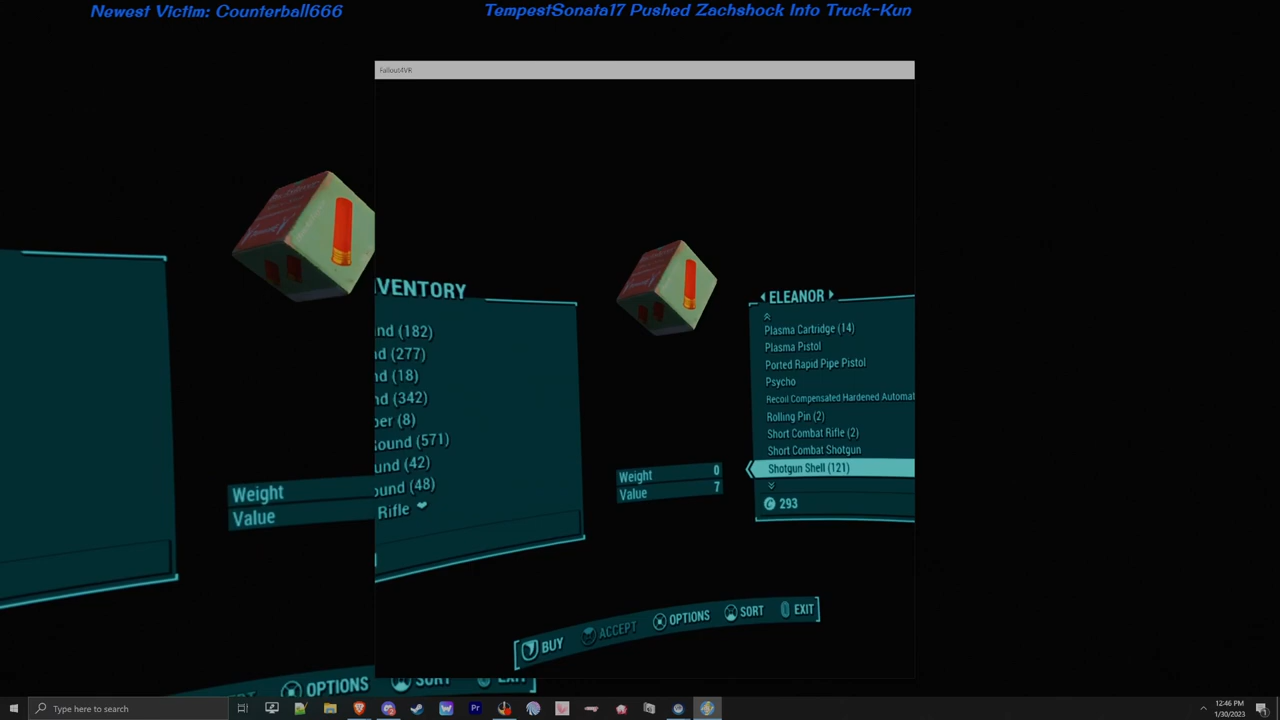 Newest Victim: Counterball666
TempestSonata17 Pushed Zachshock Into Truck-Kun
Fallout4VR
VENTORY
nd (182)
nd (277)
nd (18)
nd (342)
per (8)
ound (571)
und (42)
ound (48)
Rifle
Weight
Value
Weight 0
Value 7
ELEANOR
Plasma Cartridge (14)
Plasma Pistol
Ported Rapid Pipe Pistol
Psycho
Recoil Compensated Hardened Automat
Rolling Pin (2)
Short Combat Rifle (2)
Short Combat Shotgun
Shotgun Shell (121)
293
BUY ACCEPT OPTIONS SORT EXIT
OPTIONS SORT EXIT
Type here to search
Pr
12:46 PM
1/30/2023